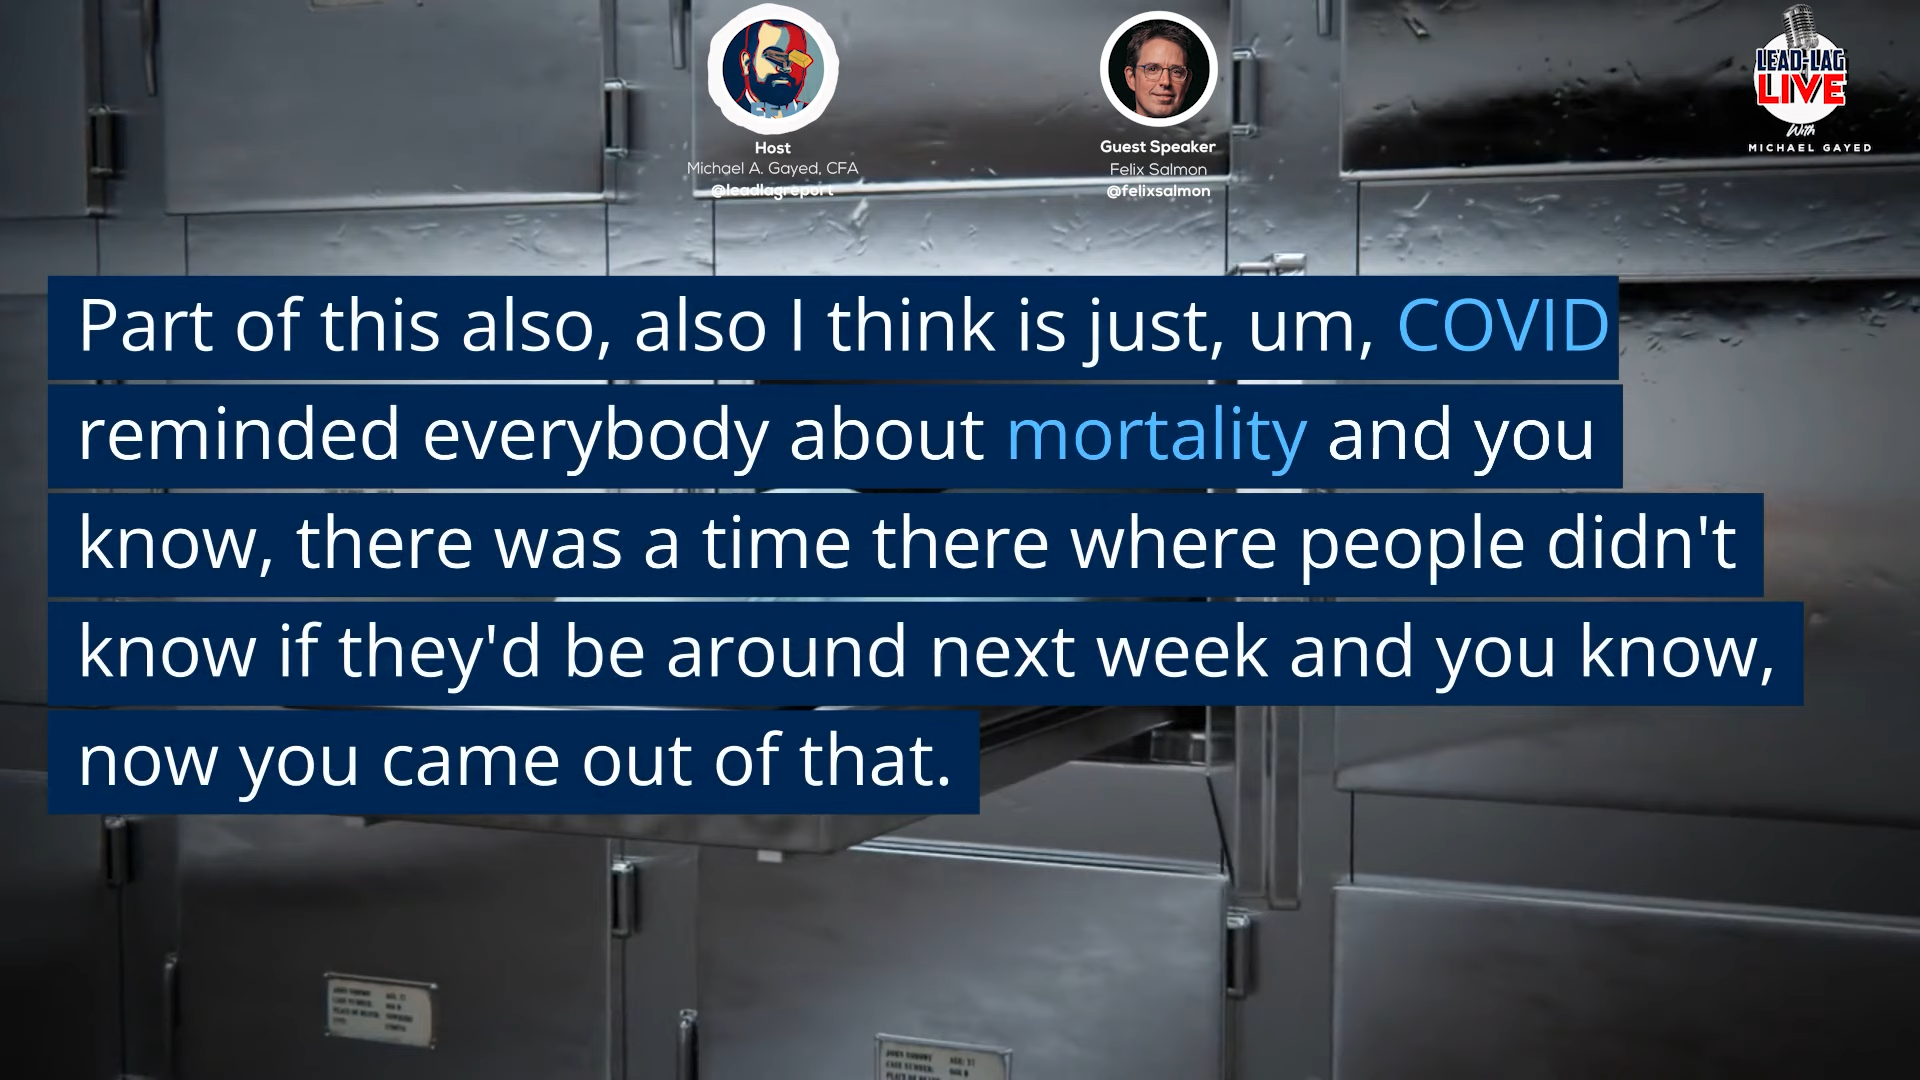 Host
Michael A. Gayed, CFA
@leadlagreport
Guest Speaker
Felix Salmon
@felixsalmon
LEAD-LAG
LIVE
With
MICHAEL GAYED
Part of this also, also I think is just, um, COVID
reminded everybody about mortality and you
know, there was a time there where people didn't
know if they'd be around next week and you know,
now you came out of that.